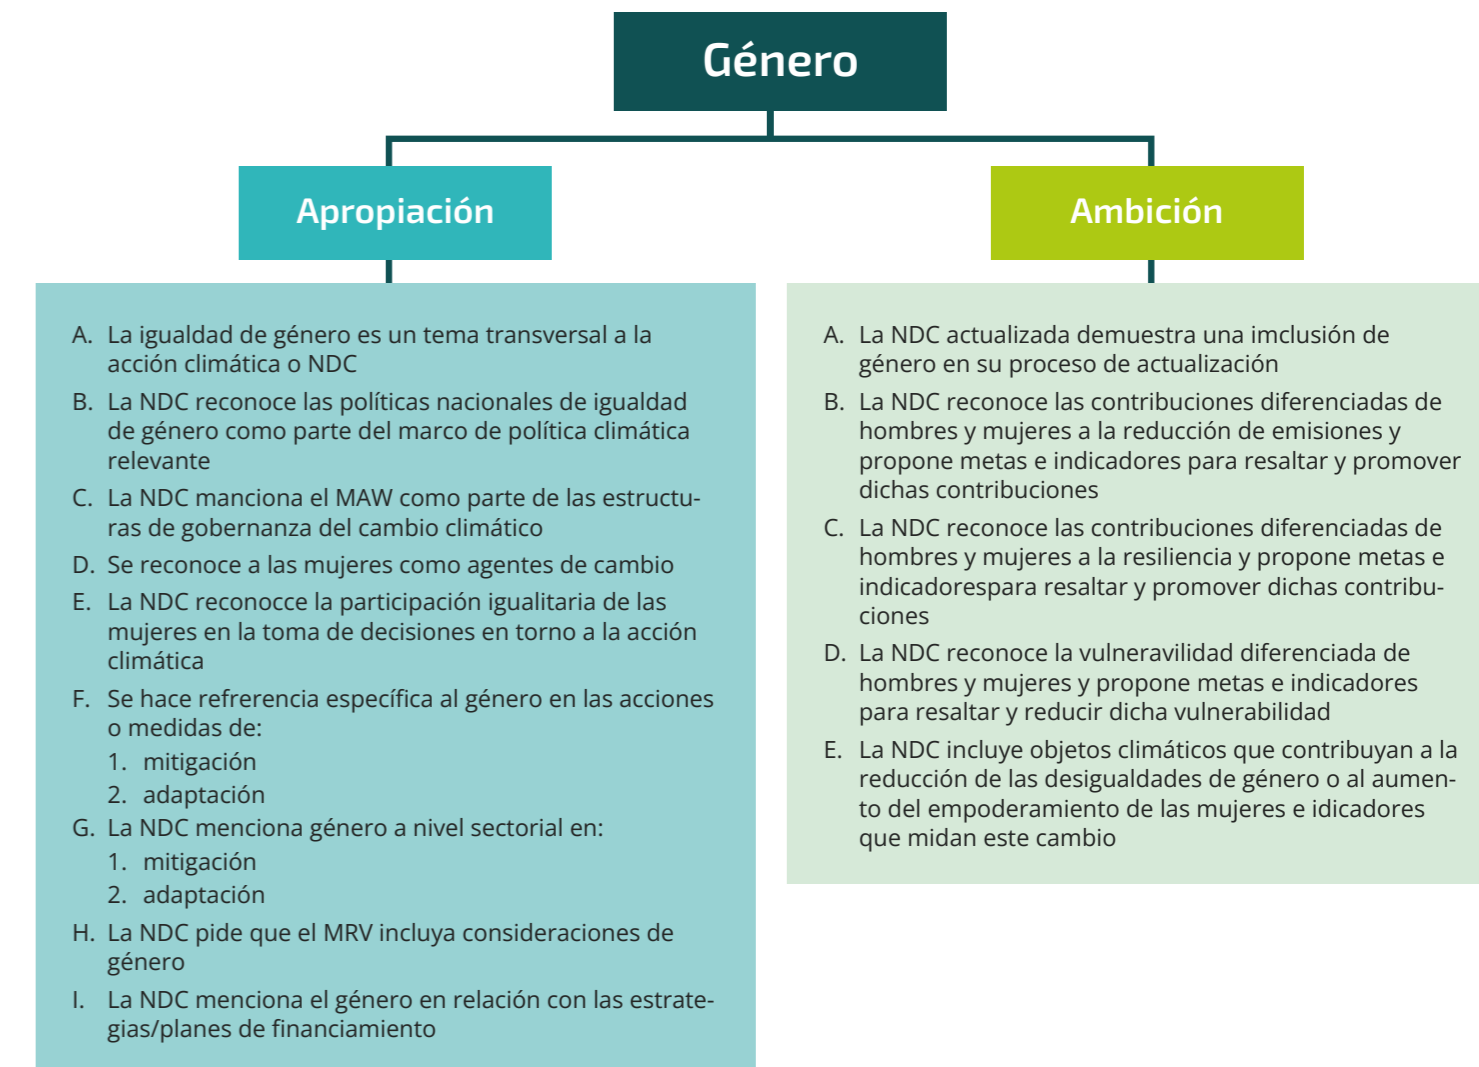 Género
Apropiación
A. La igualdad de género es un tema transversal a la
acción climática o NDC
B. La NDC reconoce las políticas nacionales de igualdad
de género como parte del marco de política climática
relevante
C. La NDC manciona el MAW como parte de las estructu-
ras de gobernanza del cambio climático
D. Se reconoce a las mujeres como agentes de cambio
E. La NDC reconocce la participación igualitaria de las
mujeres en la toma de decisiones en torno a la acción
climática
F. Se hace refrerencia específica al género en las acciones
o medidas de:
1. mitigación
2. adaptación
G. La NDC menciona género a nivel sectorial en:
1. mitigación
2. adaptación
H. La NDC pide que el MRV incluya consideraciones de
género
I. La NDC menciona el género en relación con las estrate-
gias/planes de financiamiento
Ambición
A. La NDC actualizada demuestra una imclusión de
género en su proceso de actualización
B. La NDC reconoce las contribuciones diferenciadas de
hombres y mujeres a la reducción de emisiones y
propone metas e indicadores para resaltar y promover
dichas contribuciones
C. La NDC reconoce las contribuciones diferenciadas de
hombres y mujeres a la resiliencia y propone metas e
indicadorespara resaltar y promover dichas contribu-
ciones
D. La NDC reconoce la vulneravilidad diferenciada de
hombres y mujeres y propone metas e indicadores
para resaltar y reducir dicha vulnerabilidad
E. La NDC incluye objetos climáticos que contribuyan a la
reducción de las desigualdades de género o al aumen-
to del empoderamiento de las mujeres e idicadores
que midan este cambio